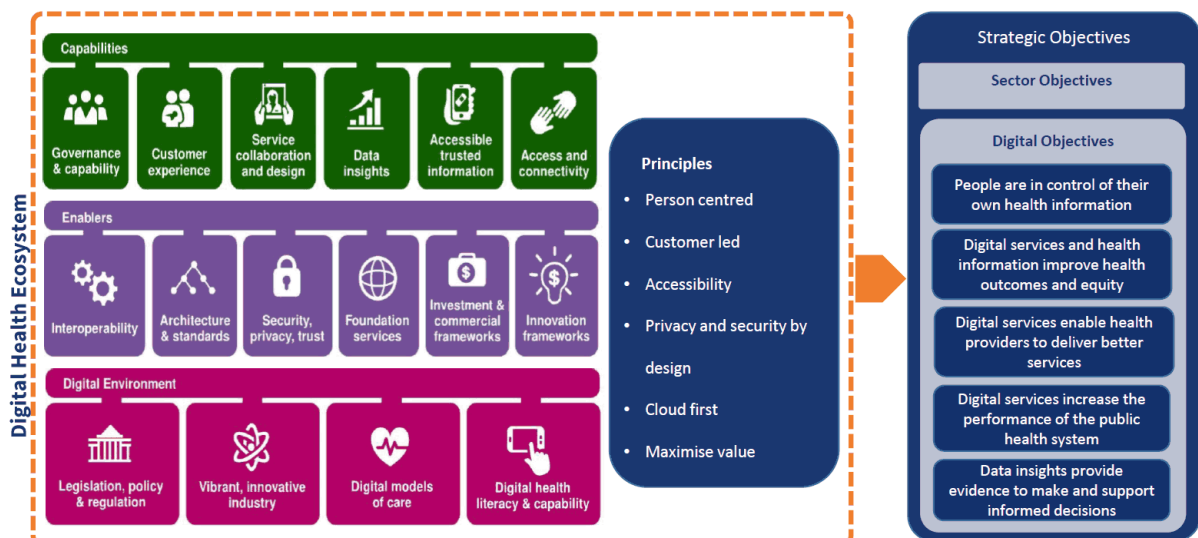 Digital Health Ecosystem
Capabilities
Governance
& capability
Customer
experience
Service
collaboration
and design
Data
insights
Accessible
trusted
information
Access and
connectivity
Enablers
Interoperability
Architecture
& standards
Security,
privacy, trust
Foundation
services
$
Investment &
commercial
frameworks
$
Innovation
frameworks
Digital Environment
Legislation, policy
& regulation
Vibrant, innovative
industry
Digital models
of care
Digital health
literacy & capability
Principles
• Person centred
• Customer led
• Accessibility
• Privacy and security by
design
• Cloud first
• Maximise value
Strategic Objectives
Sector Objectives
Digital Objectives
People are in control of their
own health information
Digital services and health
information improve health
outcomes and equity
Digital services enable health
providers to deliver better
services
Digital services increase the
performance of the public
health system
Data insights provide
evidence to make and support
informed decisions